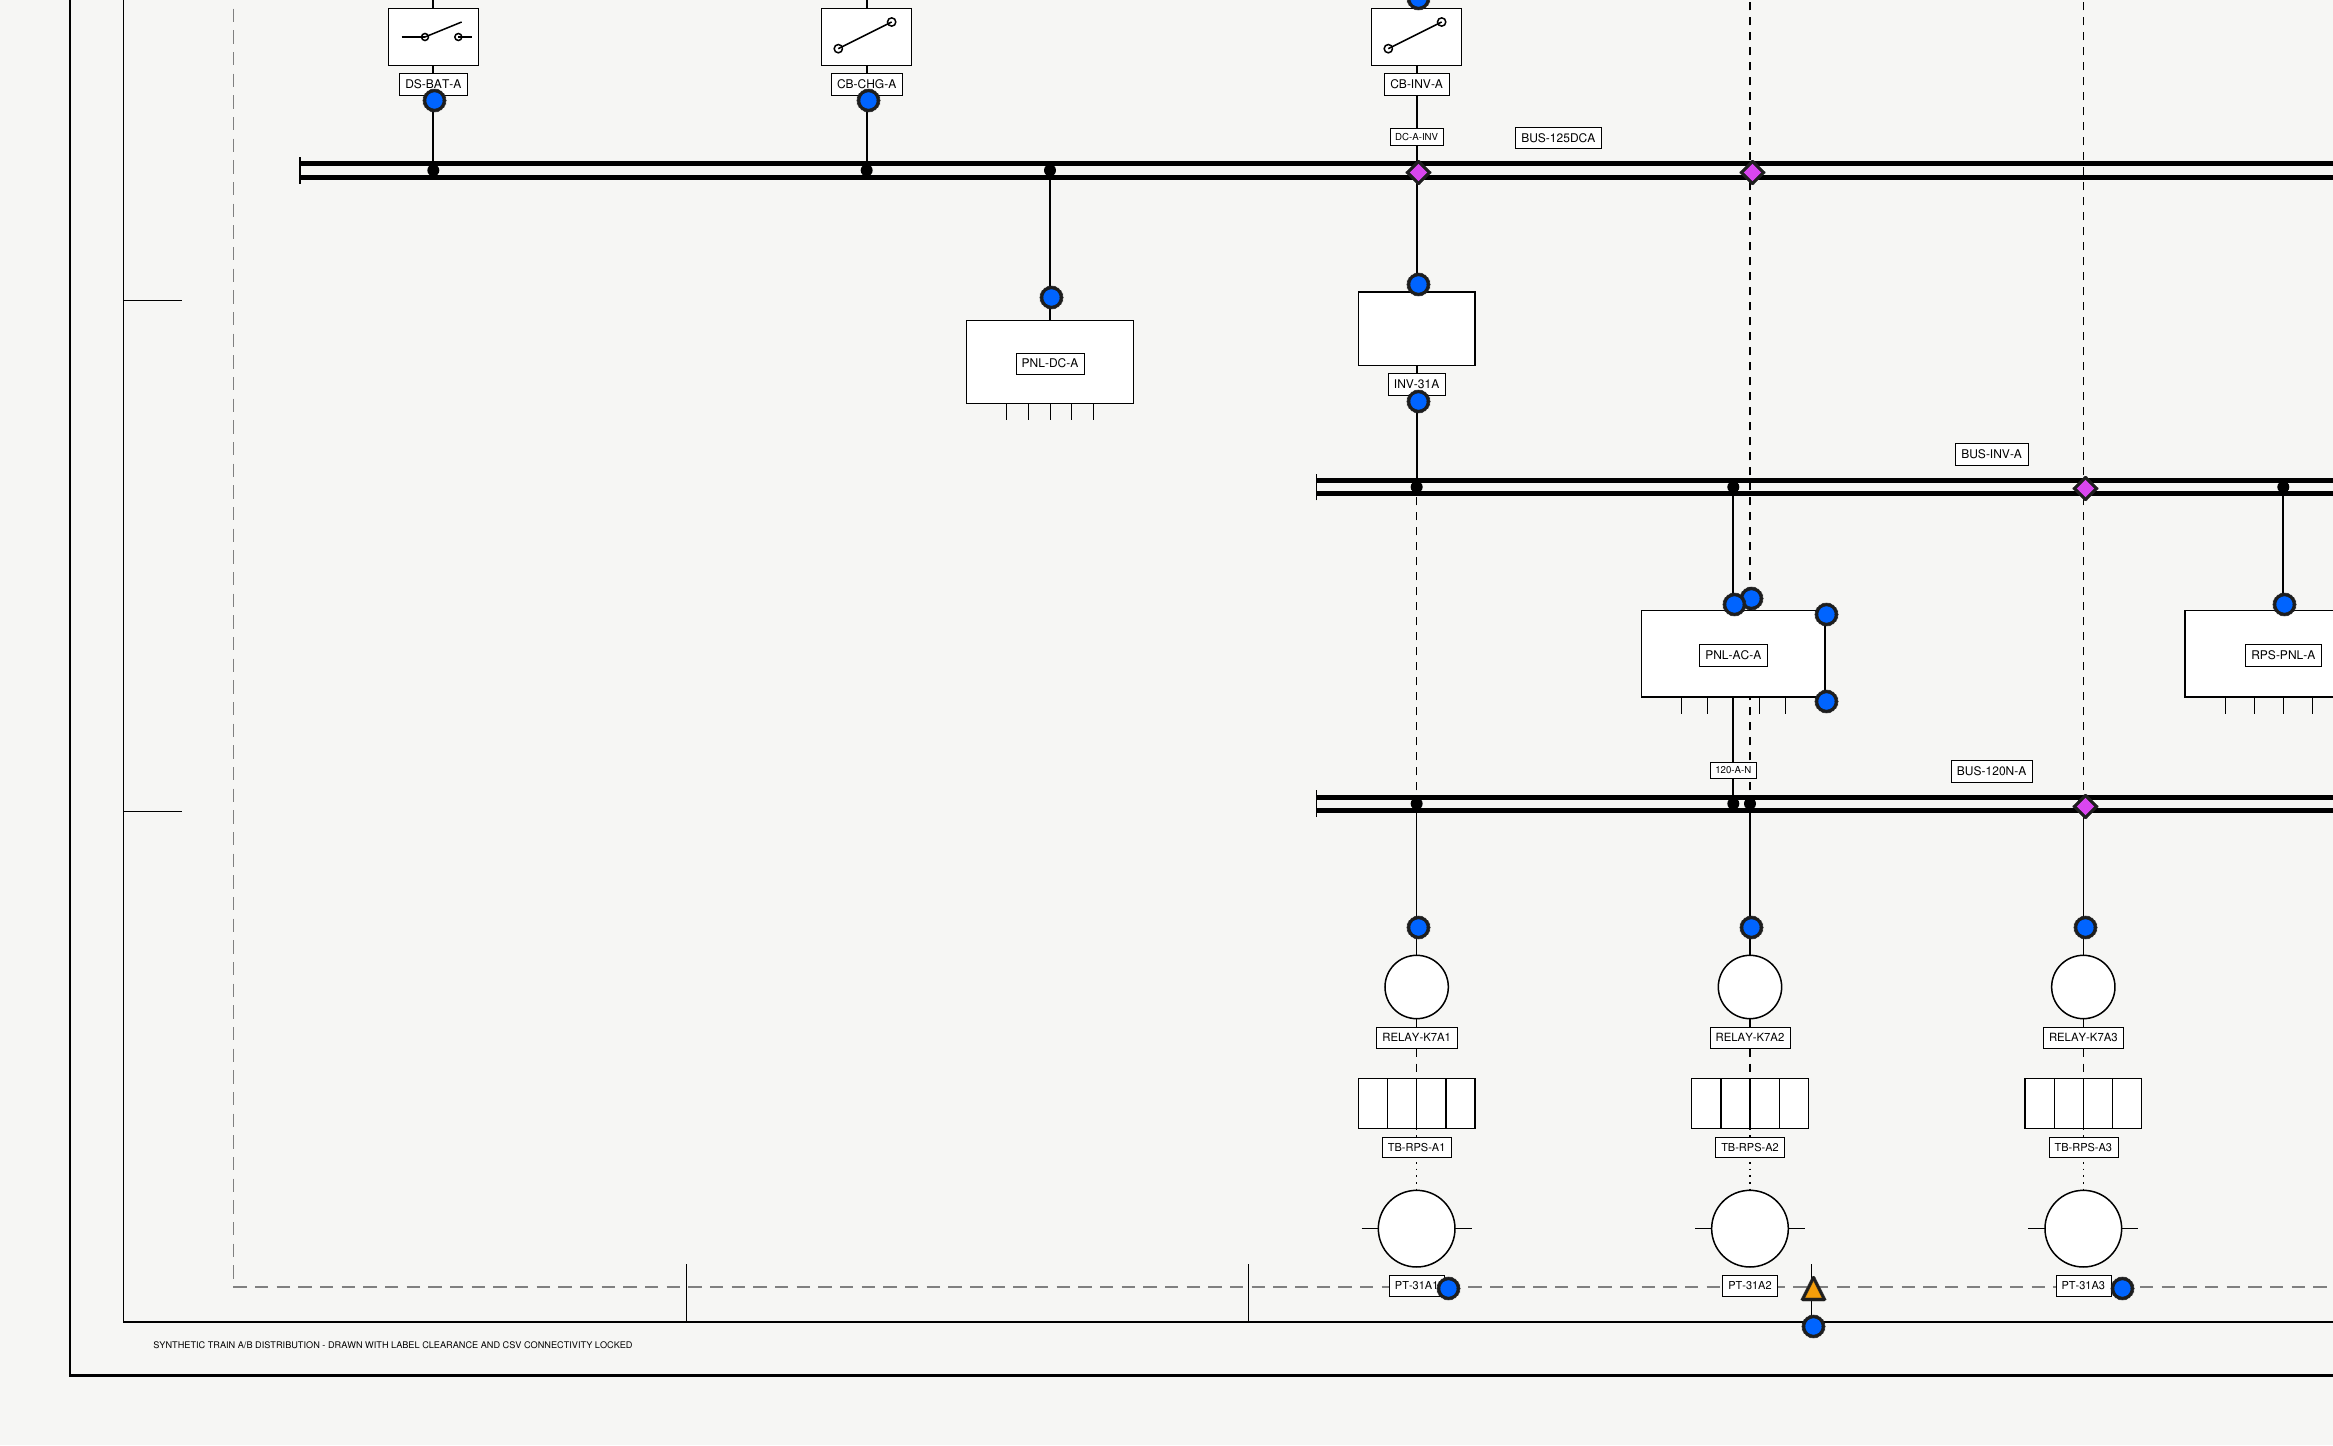 DS-BAT-A
CB-CHG-A
CB-INV-A
DC-A-INV
BUS-125DCA
PNL-DC-A
INV-31A
BUS-INV-A
PNL-AC-A
RPS-PNL-A
120-A-N
BUS-120N-A
RELAY-K7A1
RELAY-K7A2
RELAY-K7A3
TB-RPS-A1
TB-RPS-A2
TB-RPS-A3
PT-31A1
PT-31A2
PT-31A3
SYNTHETIC TRAIN A/B DISTRIBUTION - DRAWN WITH LABEL CLEARANCE AND CSV CONNECTIVITY LOCKED